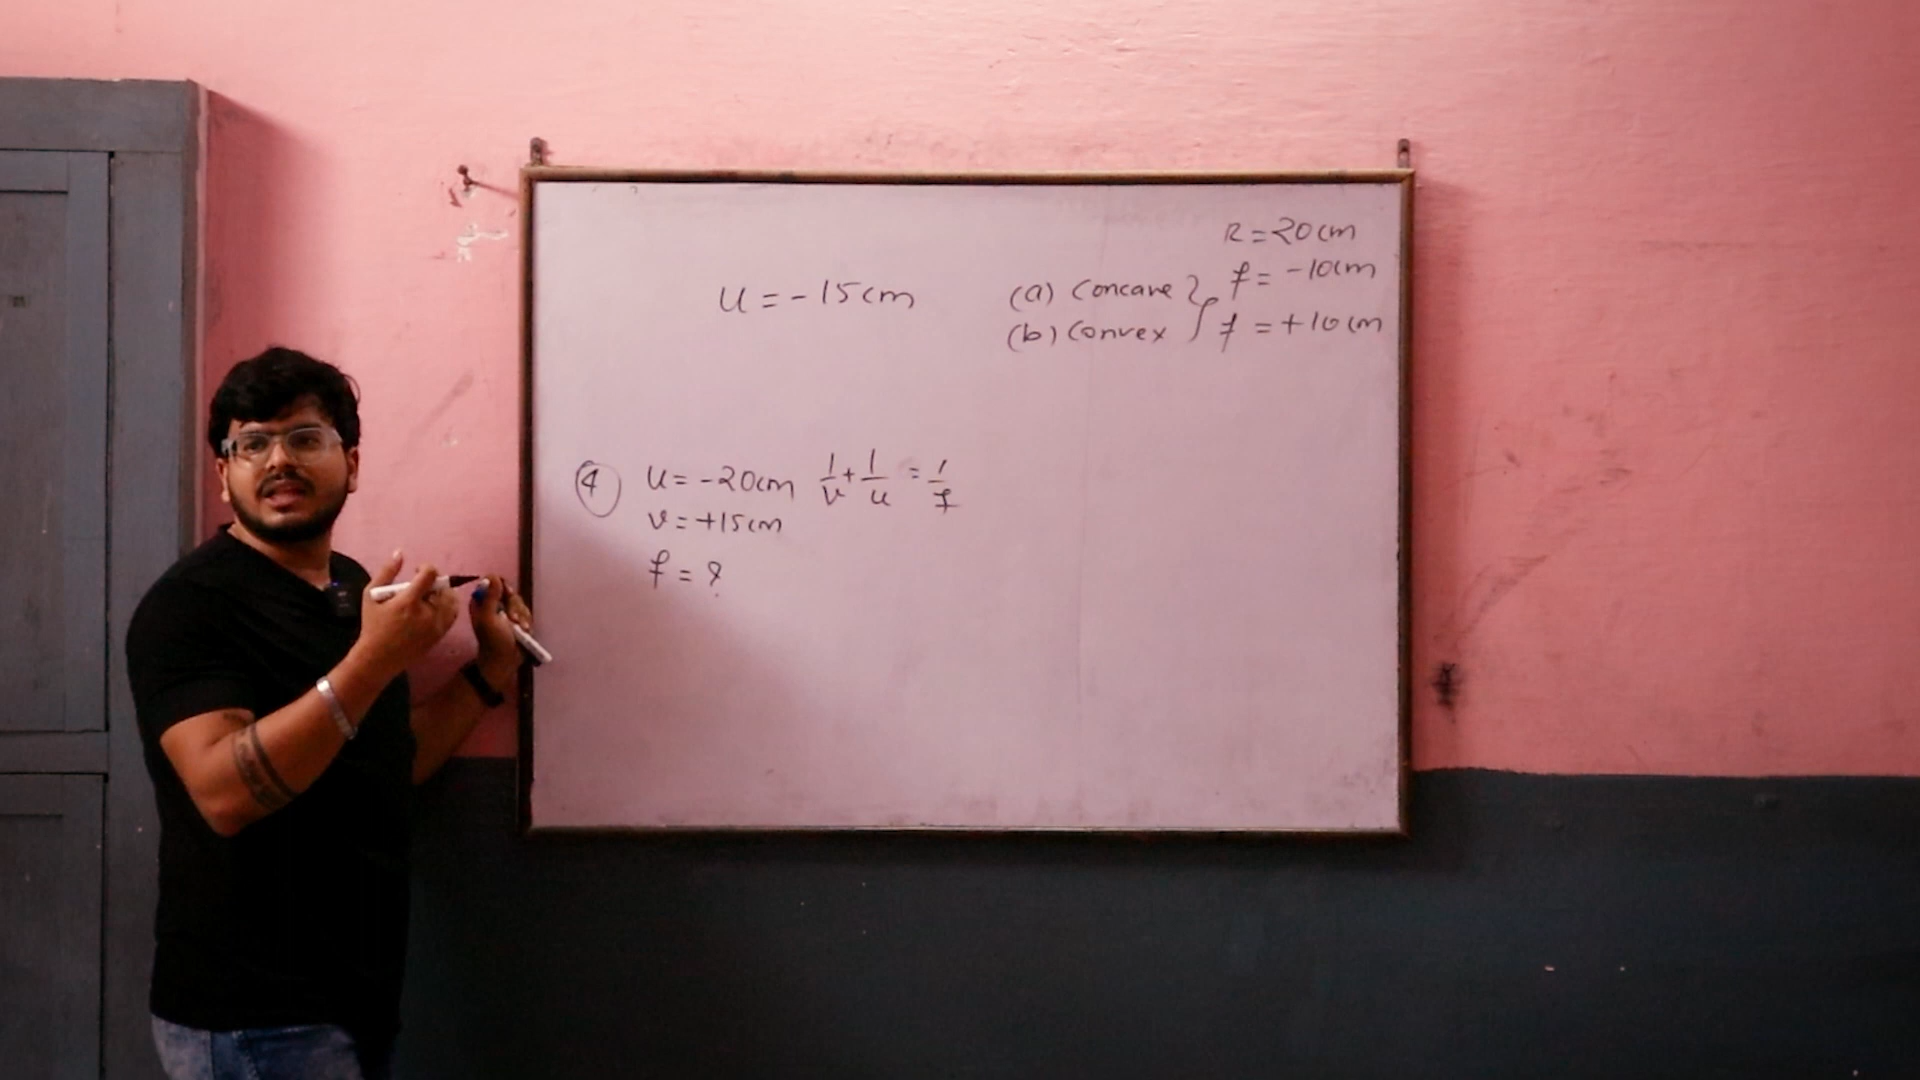 R = 20cm
u = -15cm
(a) Concave } f = -10cm
(b) Convex } f = +10cm
④ u = -20cm 1/v + 1/u = 1/f
v = +15cm
f = ?